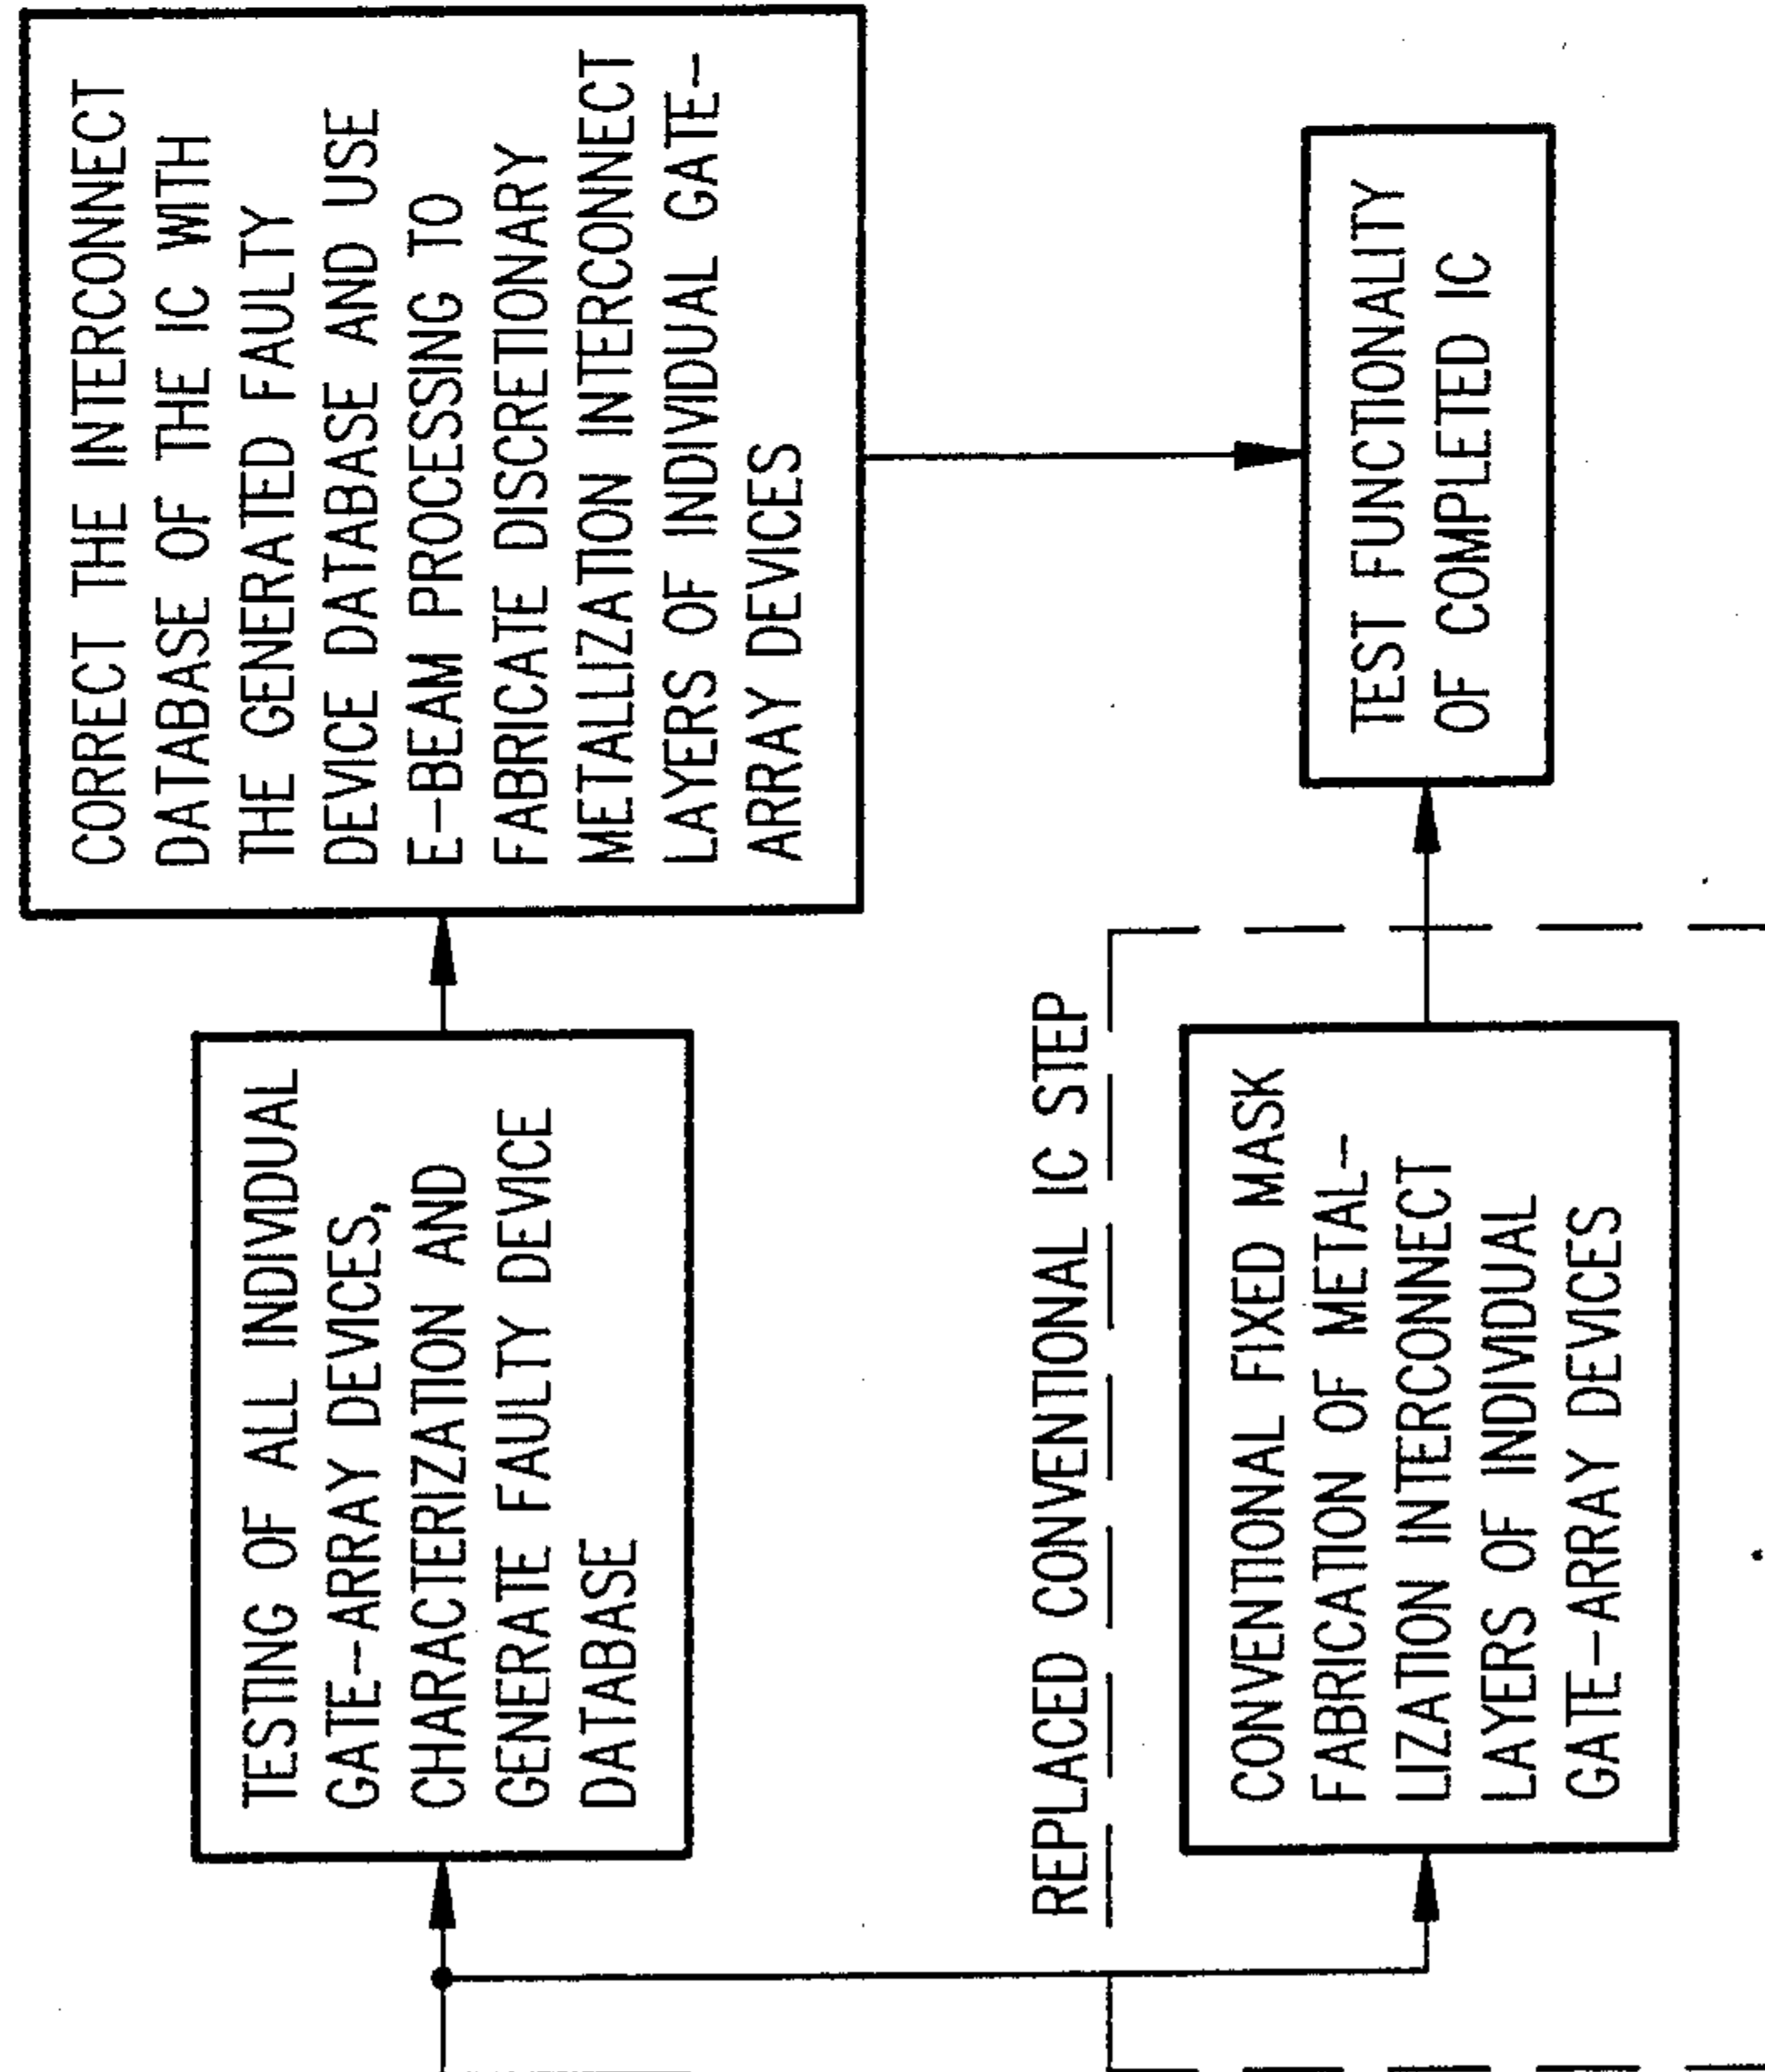 TESTING OF ALL INDIVIDUAL
GATE-ARRAY DEVICES,
CHARACTERIZATION AND
GENERATE FAULTY DEVICE
DATABASE
CORRECT THE INTERCONNECT
DATABASE OF THE IC WITH
THE GENERATED FAULTY
DEVICE DATABASE AND USE
E-BEAM PROCESSING TO
FABRICATE DISCRETIONARY
METALLIZATION INTERCONNECT
LAYERS OF INDIVIDUAL GATE-
ARRAY DEVICES
REPLACED CONVENTIONAL IC STEP
CONVENTIONAL FIXED MASK
FABRICATION OF METAL-
LIZATION INTERCONNECT
LAYERS OF INDIVIDUAL
GATE-ARRAY DEVICES
TEST FUNCTIONALITY
OF COMPLETED IC